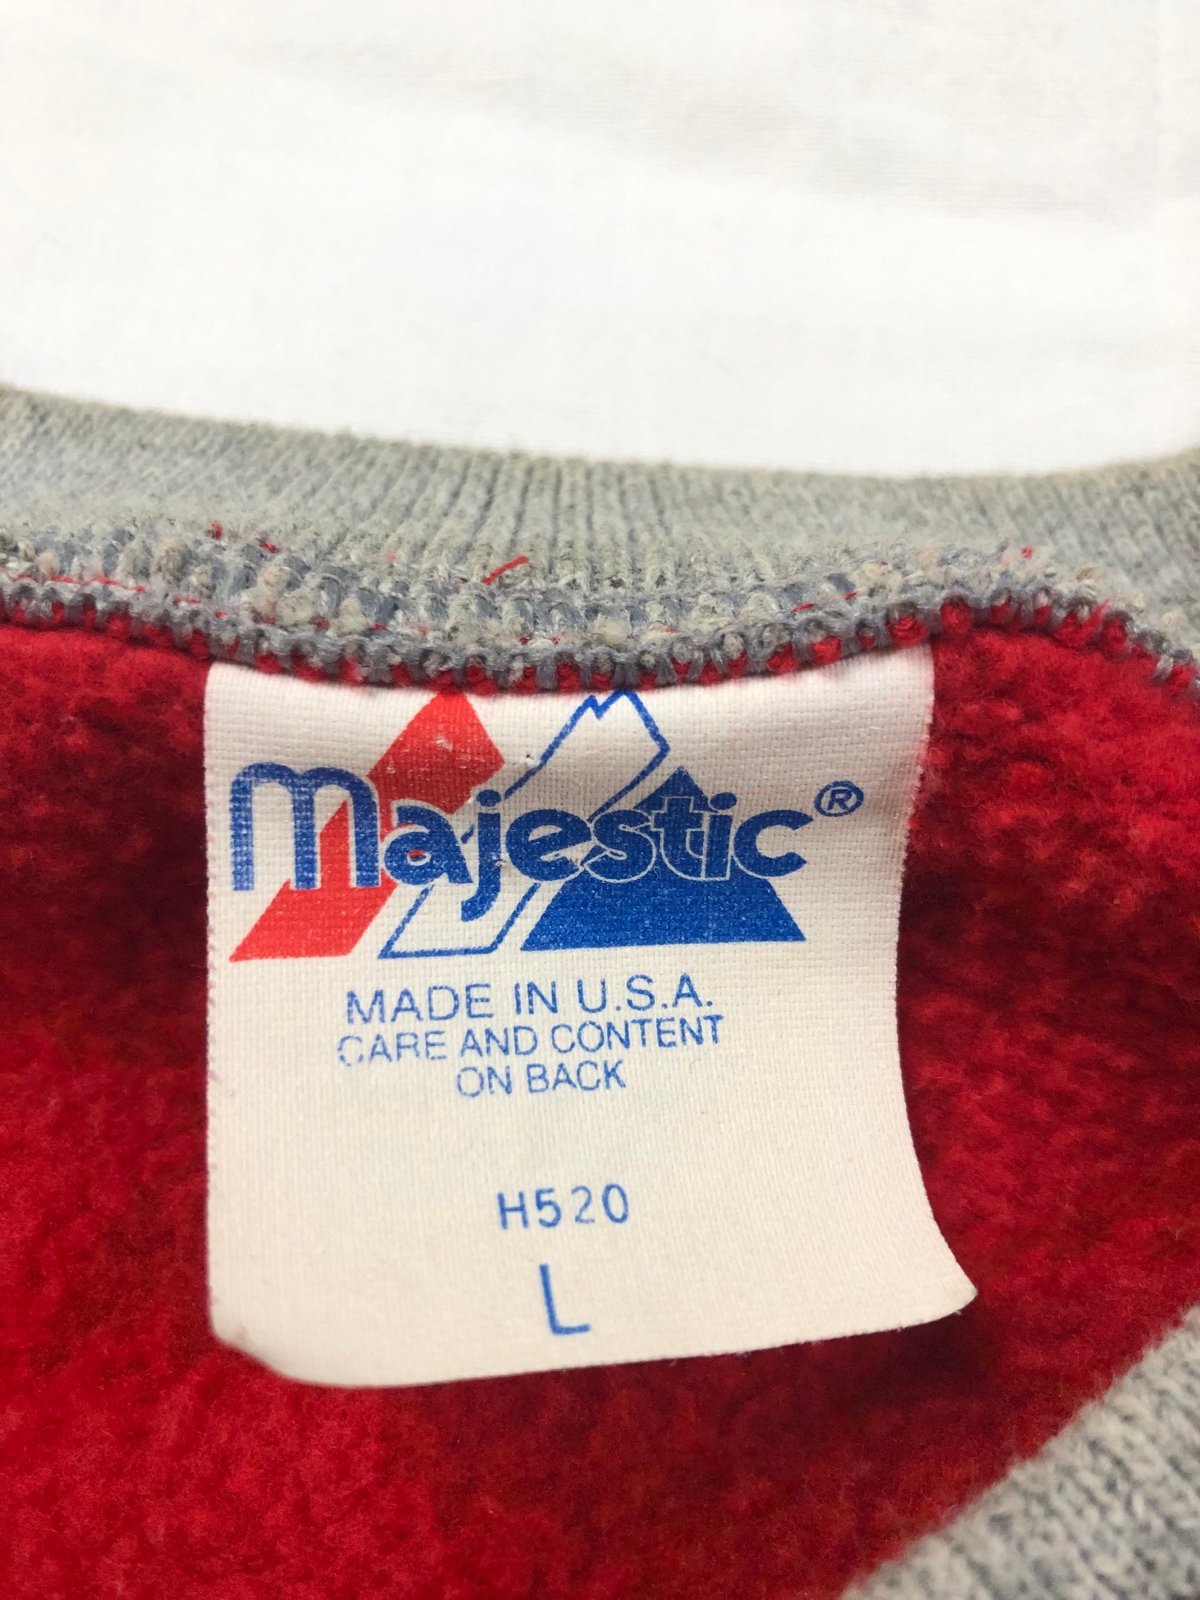 majestic®
MADE IN U.S.A.
CARE AND CONTENT
ON BACK
H520
L